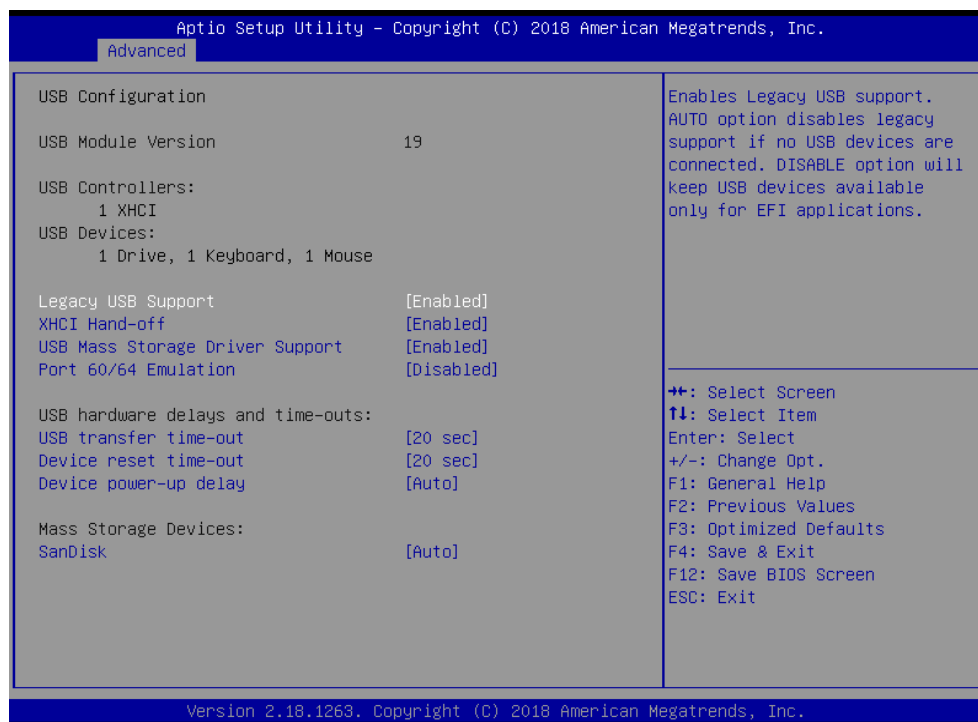 Aptio Setup Utility – Copyright (C) 2018 American Megatrends, Inc.
Advanced
USB Configuration
USB Module Version 19
USB Controllers:
1 XHCI
USB Devices:
1 Drive, 1 Keyboard, 1 Mouse
Legacy USB Support [Enabled]
XHCI Hand-off [Enabled]
USB Mass Storage Driver Support [Enabled]
Port 60/64 Emulation [Disabled]
USB hardware delays and time-outs:
USB transfer time-out [20 sec]
Device reset time-out [20 sec]
Device power-up delay [Auto]
Mass Storage Devices:
SanDisk [Auto]
Enables Legacy USB support.
AUTO option disables legacy
support if no USB devices are
connected. DISABLE option will
keep USB devices available
only for EFI applications.
→←: Select Screen
↑↓: Select Item
Enter: Select
+/-: Change Opt.
F1: General Help
F2: Previous Values
F3: Optimized Defaults
F4: Save & Exit
F12: Save BIOS Screen
ESC: Exit
Version 2.18.1263. Copyright (C) 2018 American Megatrends, Inc.